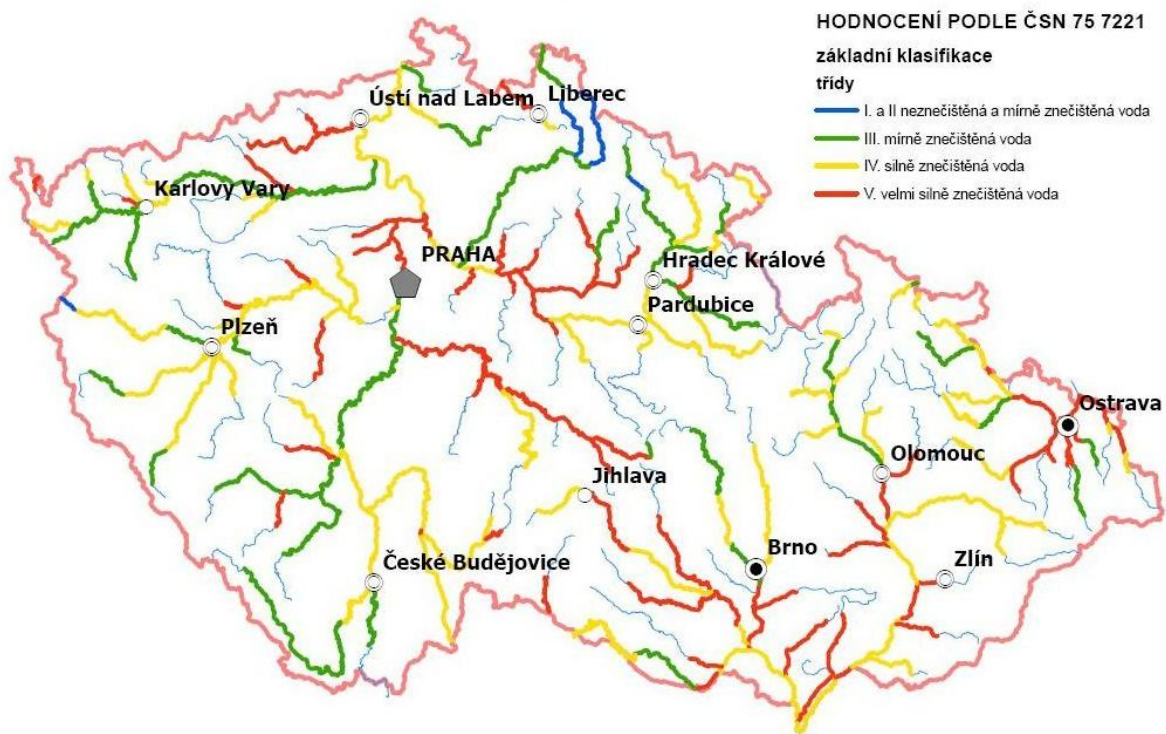 HODNOCENÍ PODLE ČSN 75 7221
základní klasifikace
třídy
I. a II neznečištěná a mírně znečištěná voda
III. mírně znečištěná voda
IV. silně znečištěná voda
V. velmi silně znečištěná voda
Ústí nad Labem
Liberec
Karlovy Vary
PRAHA
Hradec Králové
Pardubice
Plzeň
Ostrava
Olomouc
Jihlava
Brno
Zlín
České Budějovice